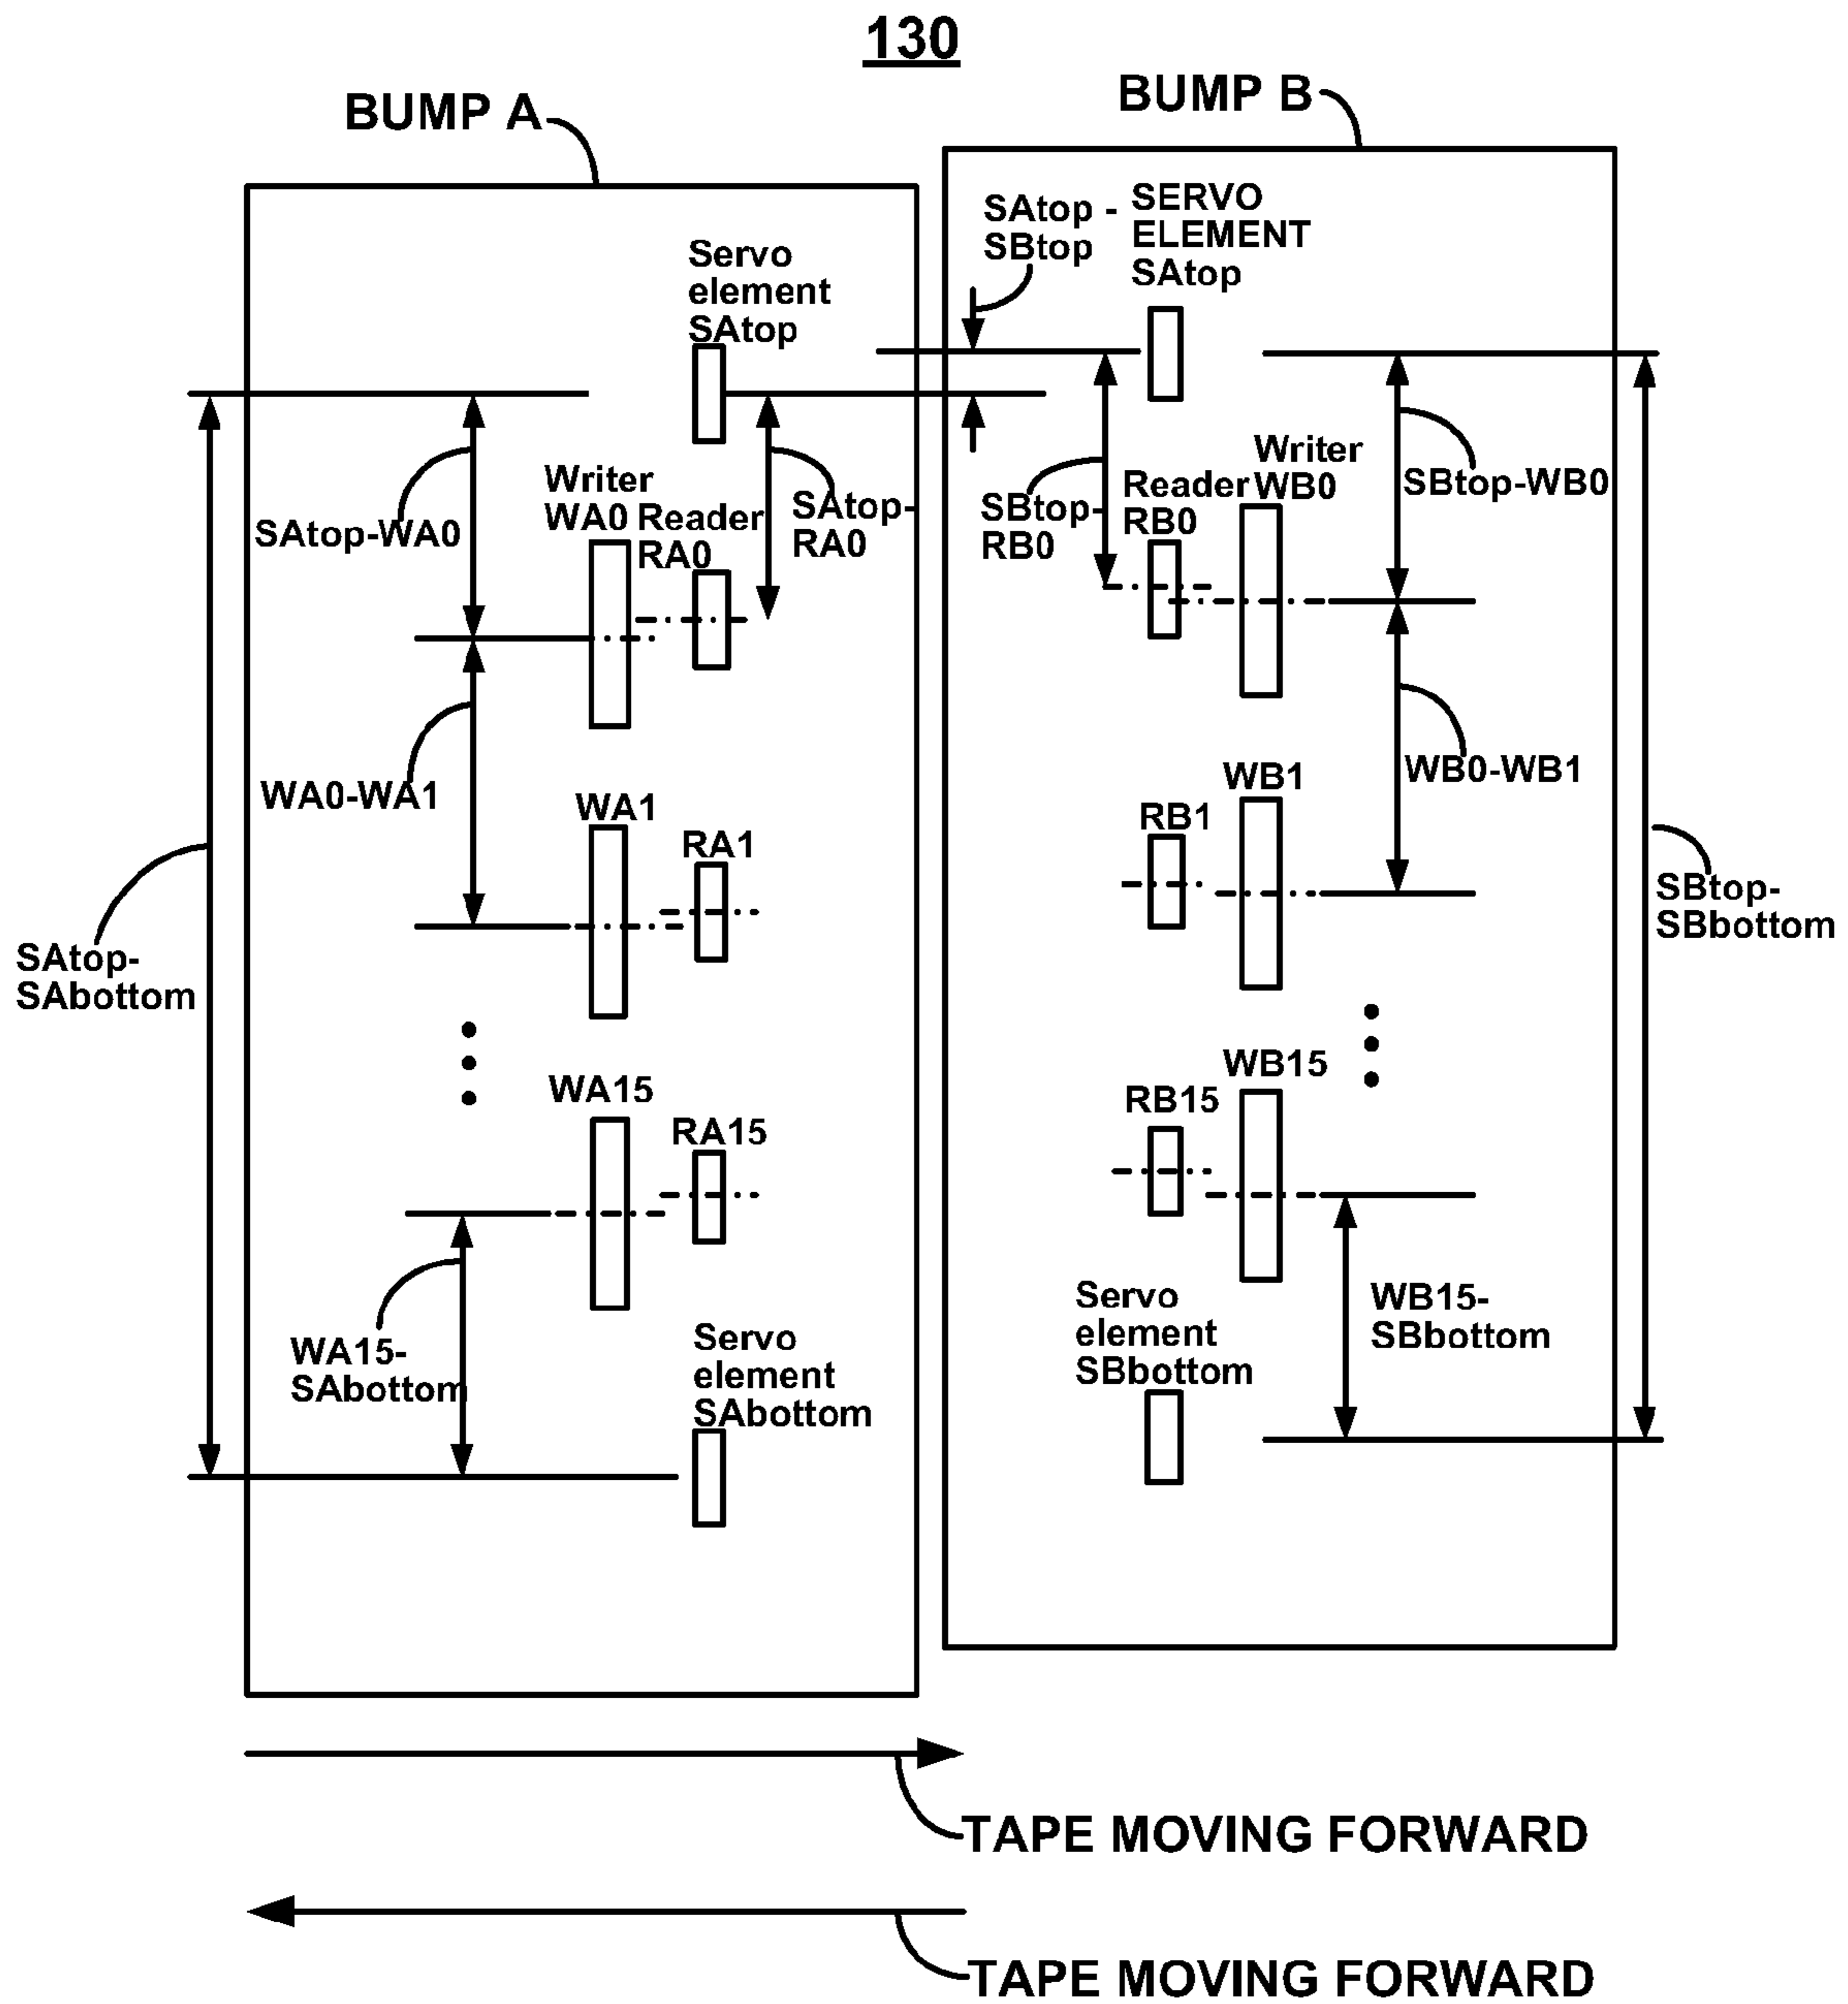 130
BUMP A
BUMP B
SAtop -
SBtop
SERVO
ELEMENT
SAtop
Servo
element
SAtop
Writer
WA0
Reader
RA0
SAtop-
RA0
SAtop-WA0
SBtop-
RB0
Reader
RB0
Writer
WB0
SBtop-WB0
WA0-WA1
WA1
RA1
RB1
WB1
WB0-WB1
SAtop-
SAbottom
SBtop-
SBbottom
WA15
RA15
RB15
WB15
WA15-
SAbottom
Servo
element
SAbottom
Servo
element
SBbottom
WB15-
SBbottom
TAPE MOVING FORWARD
TAPE MOVING FORWARD